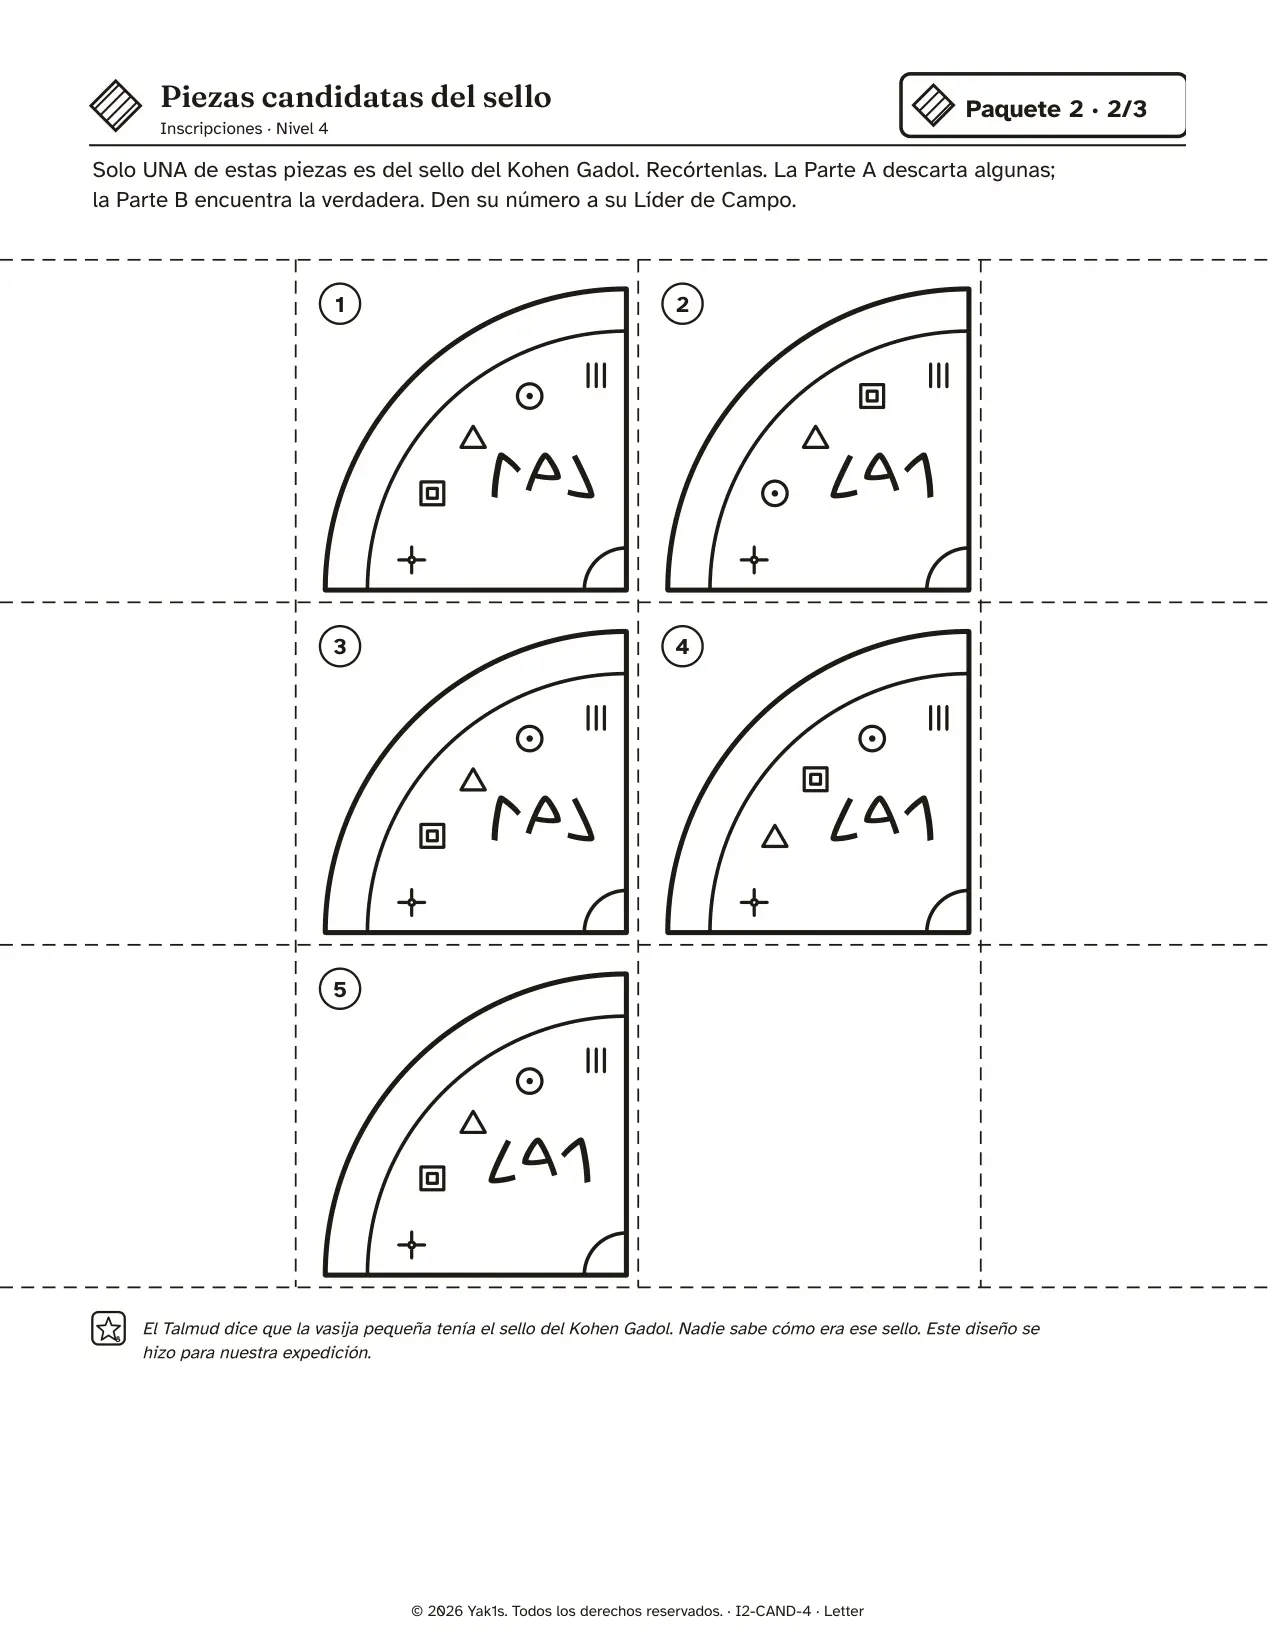 Piezas candidatas del sello
Inscripciones · Nivel 4
Paquete 2 · 2/3
Solo UNA de estas piezas es del sello del Kohen Gadol. Recórtenlas. La Parte A descarta algunas;
la Parte B encuentra la verdadera. Den su número a su Líder de Campo.
1
2
3
4
5
El Talmud dice que la vasija pequeña tenía el sello del Kohen Gadol. Nadie sabe cómo era ese sello. Este diseño se
hizo para nuestra expedición.
© 2026 Yak1s. Todos los derechos reservados. · I2-CAND-4 · Letter